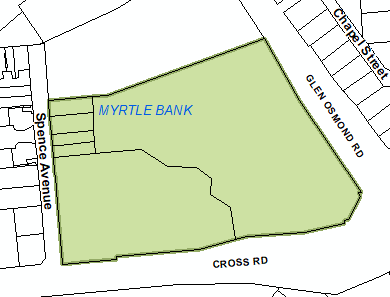 Chapel Street
GLEN OSMOND RD
MYRTLE BANK
Spence Avenue
CROSS RD